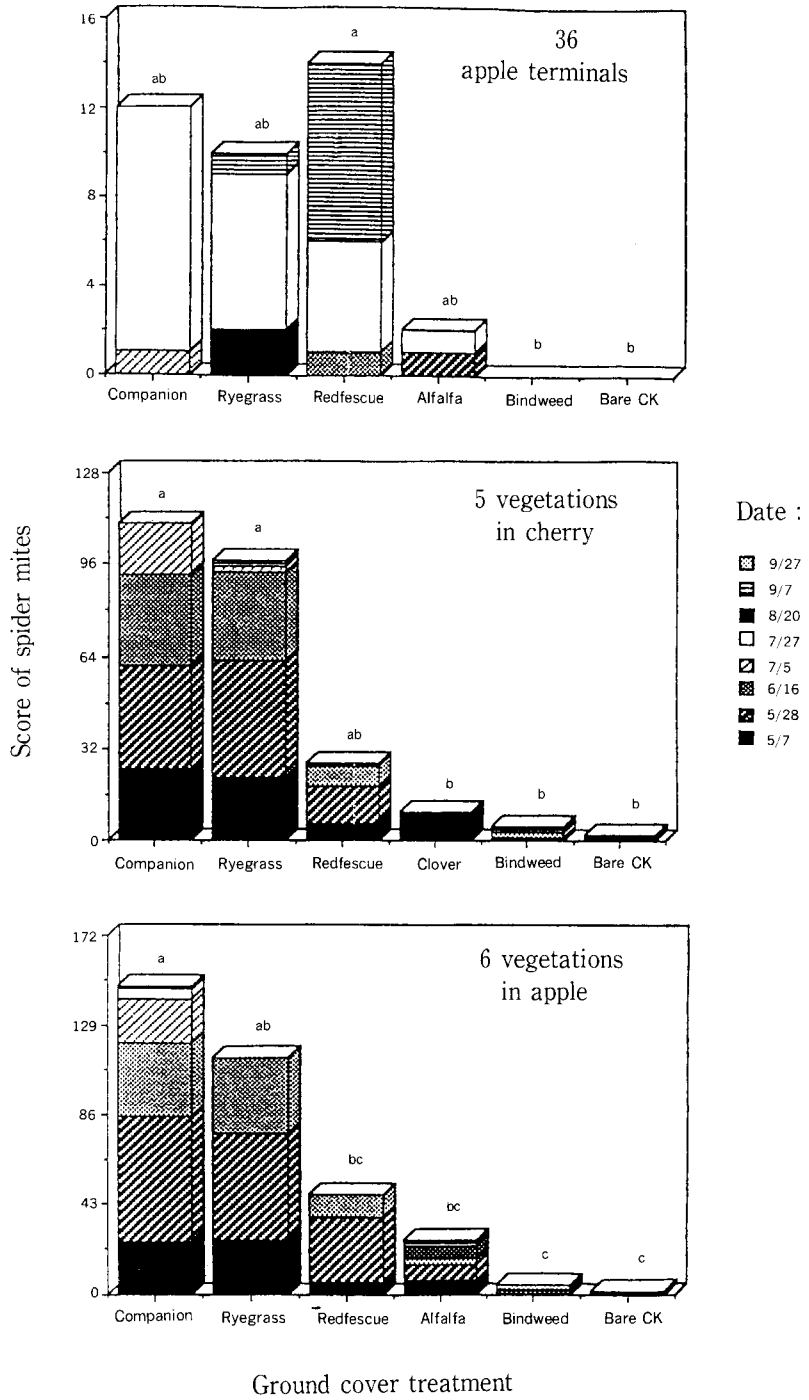 16
12
8
4
0
36
apple terminals
ab
ab
a
ab
b
b
Companion Ryegrass Redfescue Alfalfa Bindweed Bare CK
128
96
64
32
0
5 vegetations
in cherry
a
a
ab
b
b
b
Companion Ryegrass Redfescue Clover Bindweed Bare CK
Score of spider mites
Date :
9/27
9/7
8/20
7/27
7/5
6/16
5/28
5/7
172
129
86
43
0
6 vegetations
in apple
a
ab
bc
bc
c
c
Companion Ryegrass Redfescue Alfalfa Bindweed Bare CK
Ground cover treatment